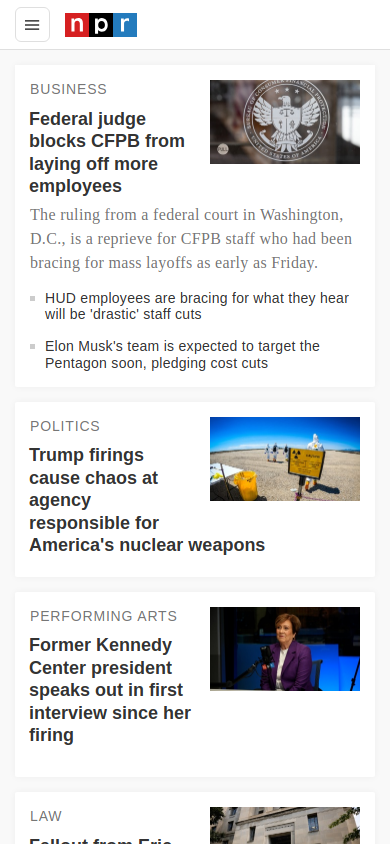 npr
BUSINESS
Federal judge
blocks CFPB from
laying off more
employees
The ruling from a federal court in Washington,
D.C., is a reprieve for CFPB staff who had been
bracing for mass layoffs as early as Friday.
HUD employees are bracing for what they hear
will be 'drastic' staff cuts
Elon Musk's team is expected to target the
Pentagon soon, pledging cost cuts
POLITICS
Trump firings
cause chaos at
agency
responsible for
America's nuclear weapons
PERFORMING ARTS
Former Kennedy
Center president
speaks out in first
interview since her
firing
LAW
Fallout from Eric